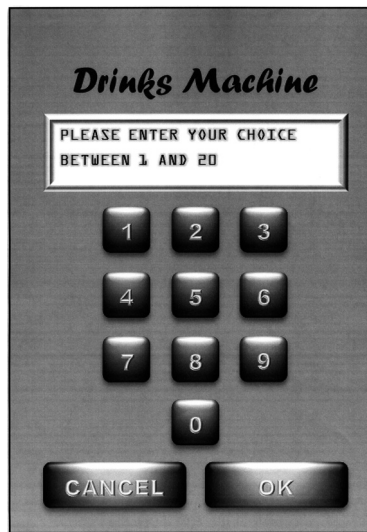 Drinks Machine
PLEASE ENTER YOUR CHOICE
BETWEEN 1 AND 20
1 2 3
4 5 6
7 8 9
0
CANCEL OK